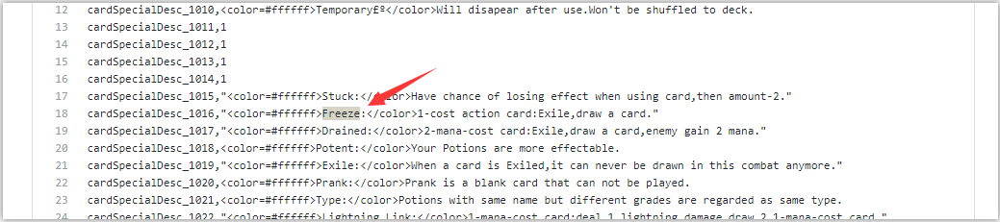 12 cardSpecialDesc_1010,<color=#ffffff>Temporary£º</color>Will disapear after use.Won't be shuffled to deck.
13 cardSpecialDesc_1011,1
14 cardSpecialDesc_1012,1
15 cardSpecialDesc_1013,1
16 cardSpecialDesc_1014,1
17 cardSpecialDesc_1015,"<color=#ffffff>Stuck:</color>Have chance of losing effect when using card,then amount-2."
18 cardSpecialDesc_1016,"<color=#ffffff>Freeze:</color>1-cost action card:Exile,draw a card."
19 cardSpecialDesc_1017,"<color=#ffffff>Drained:</color>2-mana-cost card:Exile,draw a card,enemy gain 2 mana."
20 cardSpecialDesc_1018,<color=#ffffff>Potent:</color>Your Potions are more effectable.
21 cardSpecialDesc_1019,"<color=#ffffff>Exile:</color>When a card is Exiled,it can never be drawn in this combat anymore."
22 cardSpecialDesc_1020,<color=#ffffff>Prank:</color>Prank is a blank card that can not be played.
23 cardSpecialDesc_1021,<color=#ffffff>Type:</color>Potions with same name but different grades are regarded as same type.
24 cardSpecialDesc_1022,"<color=#ffffff>Lightning Link:</color>1-mana-cost card:deal 1 lightning damage,draw 2 1-mana-cost card."